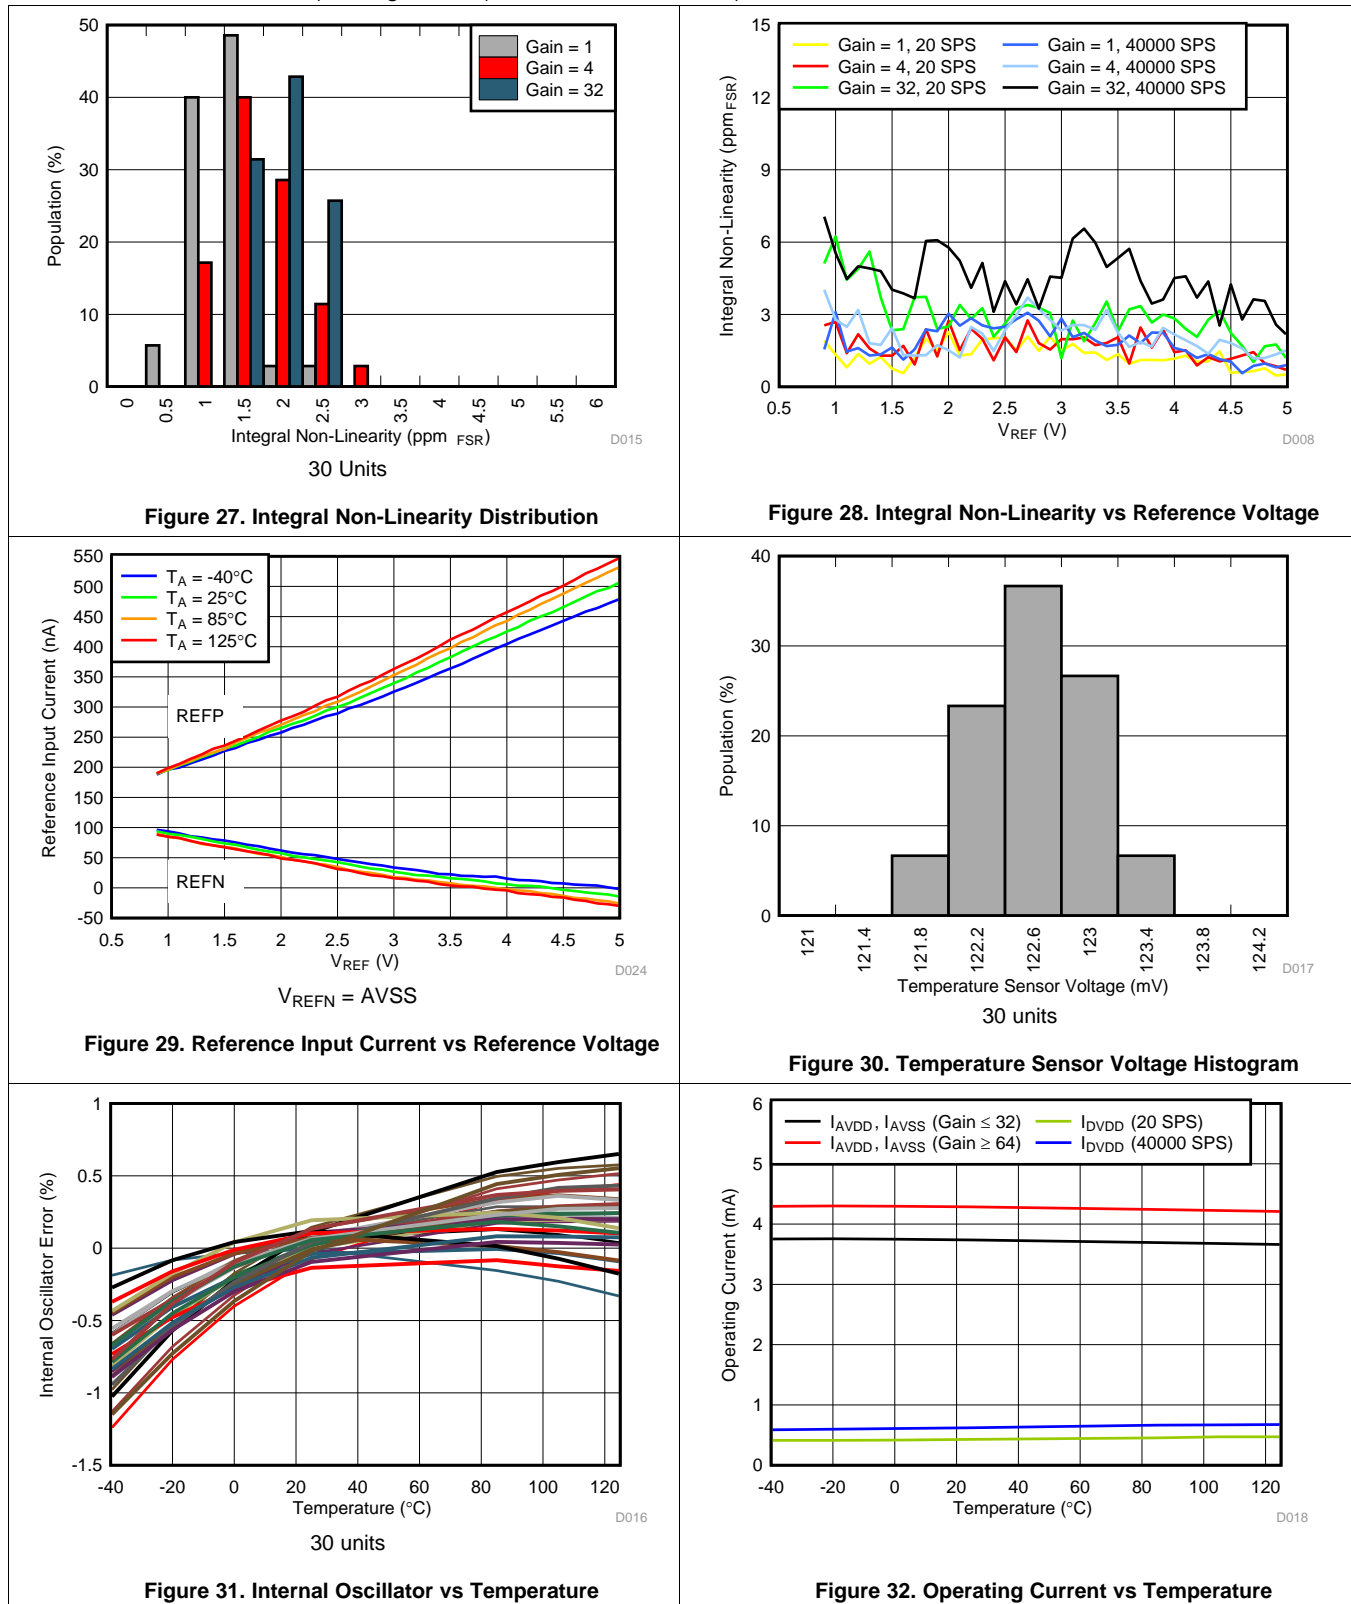 50
40
30
20
10
0
Population (%)
Gain = 1
Gain = 4
Gain = 32
0
0.5
1
1.5
2
2.5
3
3.5
4
4.5
5
5.5
6
Integral Non-Linearity (ppm FSR)
D015
30 Units
Figure 27. Integral Non-Linearity Distribution
15
12
9
6
3
0
Integral Non-Linearity (ppmFSR)
Gain = 1, 20 SPS
Gain = 4, 20 SPS
Gain = 32, 20 SPS
Gain = 1, 40000 SPS
Gain = 4, 40000 SPS
Gain = 32, 40000 SPS
0.5 1 1.5 2 2.5 3 3.5 4 4.5 5
VREF (V)
D008
Figure 28. Integral Non-Linearity vs Reference Voltage
550
500
450
400
350
300
250
200
150
100
50
0
-50
Reference Input Current (nA)
TA = -40°C
TA = 25°C
TA = 85°C
TA = 125°C
REFP
REFN
0.5 1 1.5 2 2.5 3 3.5 4 4.5 5
VREF (V)
D024
VREFN = AVSS
Figure 29. Reference Input Current vs Reference Voltage
40
30
20
10
0
Population (%)
121
121.4
121.8
122.2
122.6
123
123.4
123.8
124.2
Temperature Sensor Voltage (mV)
D017
30 units
Figure 30. Temperature Sensor Voltage Histogram
1
0.5
0
-0.5
-1
-1.5
Internal Oscillator Error (%)
-40 -20 0 20 40 60 80 100 120
Temperature (°C)
D016
30 units
Figure 31. Internal Oscillator vs Temperature
6
5
4
3
2
1
0
Operating Current (mA)
IAVDD, IAVSS (Gain ≤ 32)
IAVDD, IAVSS (Gain ≥ 64)
IDVDD (20 SPS)
IDVDD (40000 SPS)
-40 -20 0 20 40 60 80 100 120
Temperature (°C)
D018
Figure 32. Operating Current vs Temperature